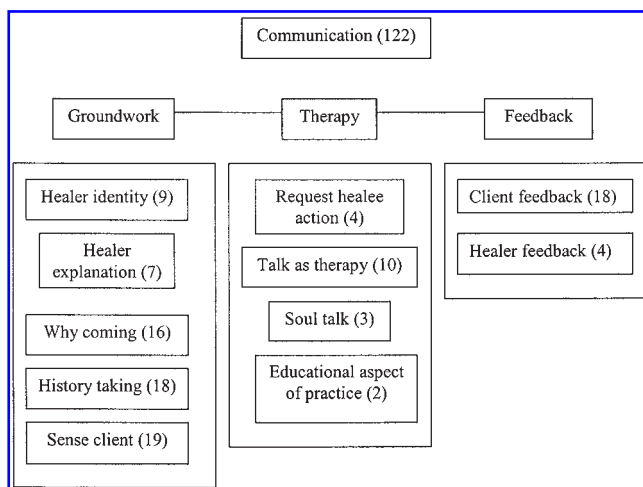 Communication (122)
Groundwork
Therapy
Feedback
Healer identity (9)
Healer
explanation (7)
Why coming (16)
History taking (18)
Sense client (19)
Request healee
action (4)
Talk as therapy (10)
Soul talk (3)
Educational aspect
of practice (2)
Client feedback (18)
Healer feedback (4)